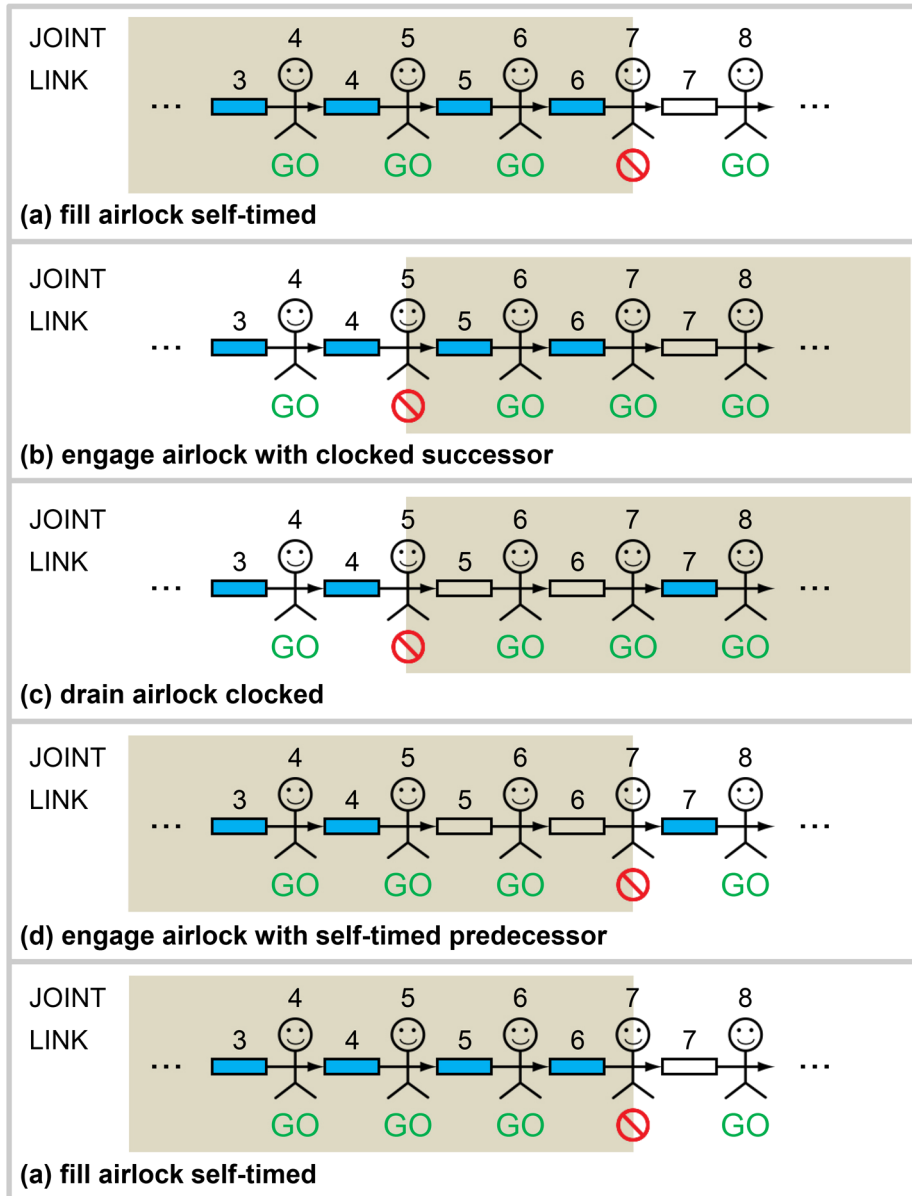 JOINT 4 5 6 7 8
LINK 3 4 5 6 7
... ...
GO GO GO GO
(a) fill airlock self-timed
JOINT 4 5 6 7 8
LINK 3 4 5 6 7
... ...
GO GO GO GO
(b) engage airlock with clocked successor
JOINT 4 5 6 7 8
LINK 3 4 5 6 7
... ...
GO GO GO GO
(c) drain airlock clocked
JOINT 4 5 6 7 8
LINK 3 4 5 6 7
... ...
GO GO GO GO
(d) engage airlock with self-timed predecessor
JOINT 4 5 6 7 8
LINK 3 4 5 6 7
... ...
GO GO GO GO
(a) fill airlock self-timed